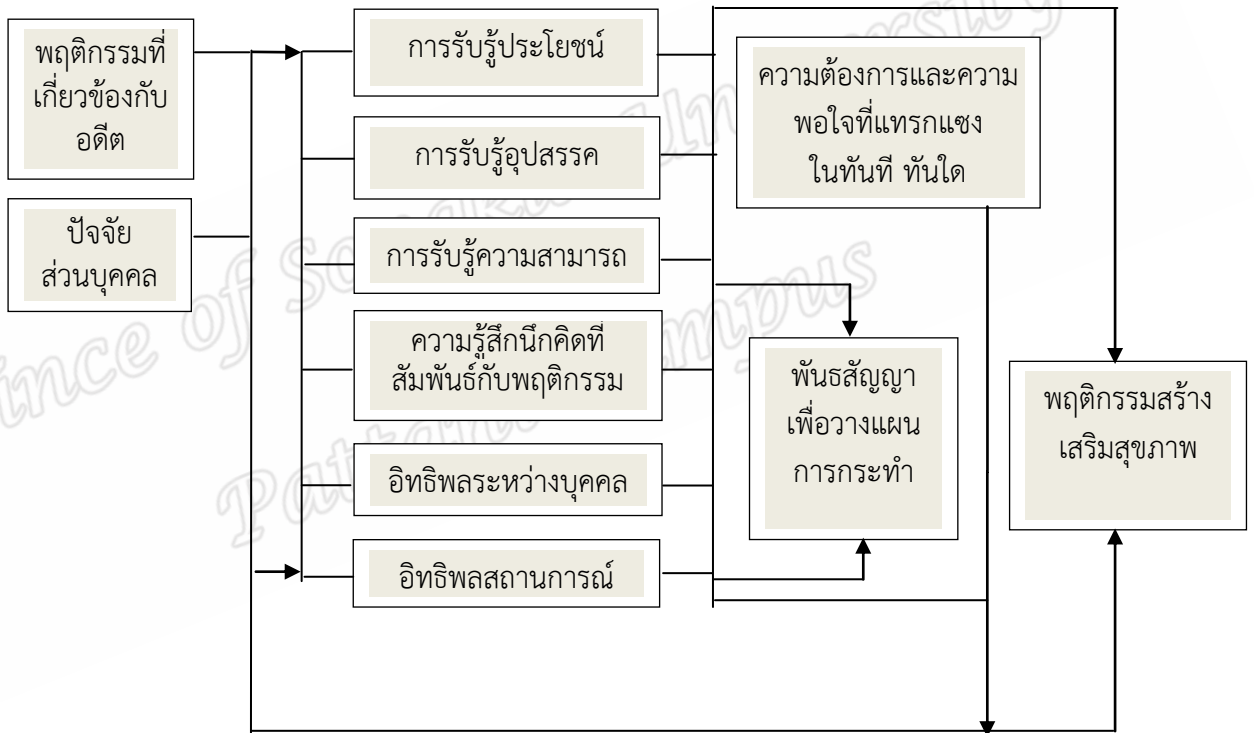 พฤติกรรมที่
เกี่ยวข้องกับ
อดีต
ปัจจัย
ส่วนบุคคล
การรับรู้ประโยชน์
การรับรู้อุปสรรค
การรับรู้ความสามารถ
ความรู้สึกนึกคิดที่
สัมพันธ์กับพฤติกรรม
อิทธิพลระหว่างบุคคล
อิทธิพลสถานการณ์
ความต้องการและความ
พอใจที่แทรกแซง
ในทันที ทันใด
พันธสัญญา
เพื่อวางแผน
การกระทำ
พฤติกรรมสร้าง
เสริมสุขภาพ